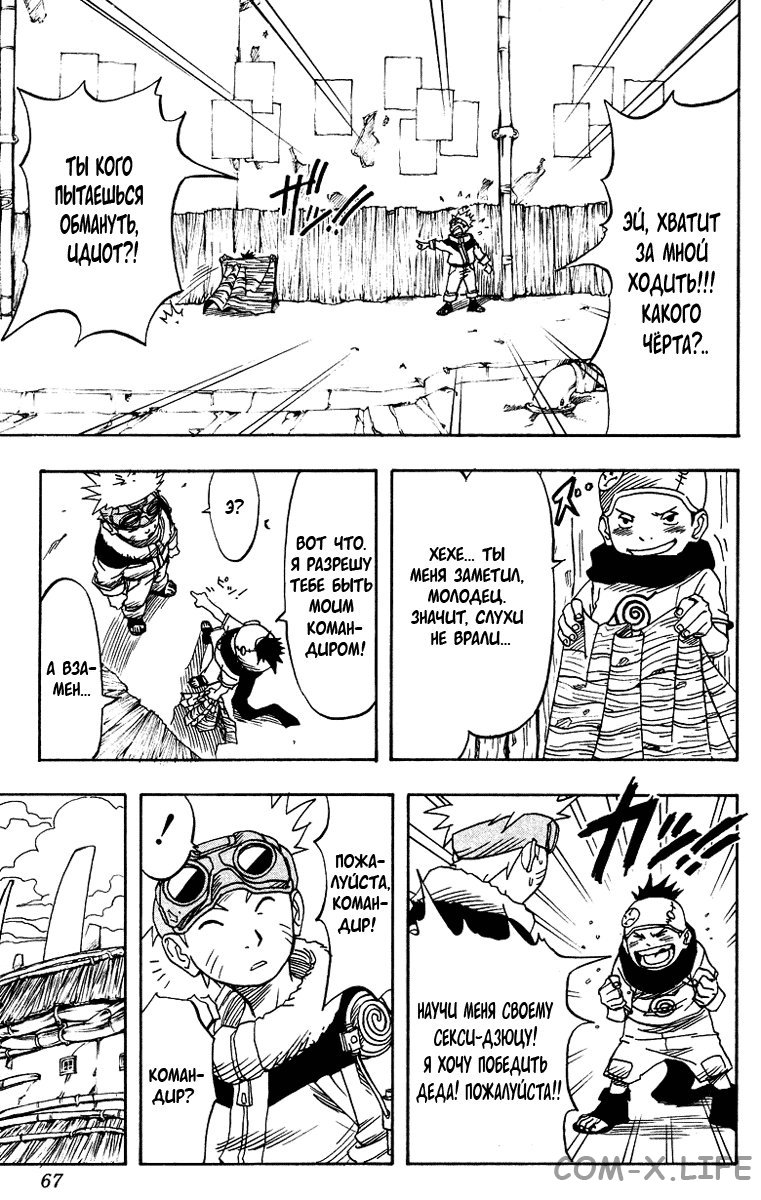 ЭЙ, ХВАТИТ
ЗА МНОЙ
ХОДИТЬ!!!
КАКОГО
ЧЁРТА?..
ТЫ КОГО
ПЫТАЕШЬСЯ
ОБМАНУТЬ,
ИДИОТ?!
ХЕХЕ... ТЫ
МЕНЯ ЗАМЕТИЛ,
МОЛОДЕЦ.
ЗНАЧИТ, СЛУХИ
НЕ ВРАЛИ...
ВОТ ЧТО.
Я РАЗРЕШУ
ТЕБЕ БЫТЬ
МОИМ
КОМАН-
ДИРОМ!
Э?
А ВЗА-
МЕН...
НАУЧИ МЕНЯ СВОЕМУ
СЕКСИ-ДЗЮЦУ!
Я ХОЧУ ПОБЕДИТЬ
ДЕДА! ПОЖАЛУЙСТА!!
ПОЖА-
ЛУЙСТА,
КОМАН-
ДИР!
!
КОМАН-
ДИР?
67
COM-X.LIFE